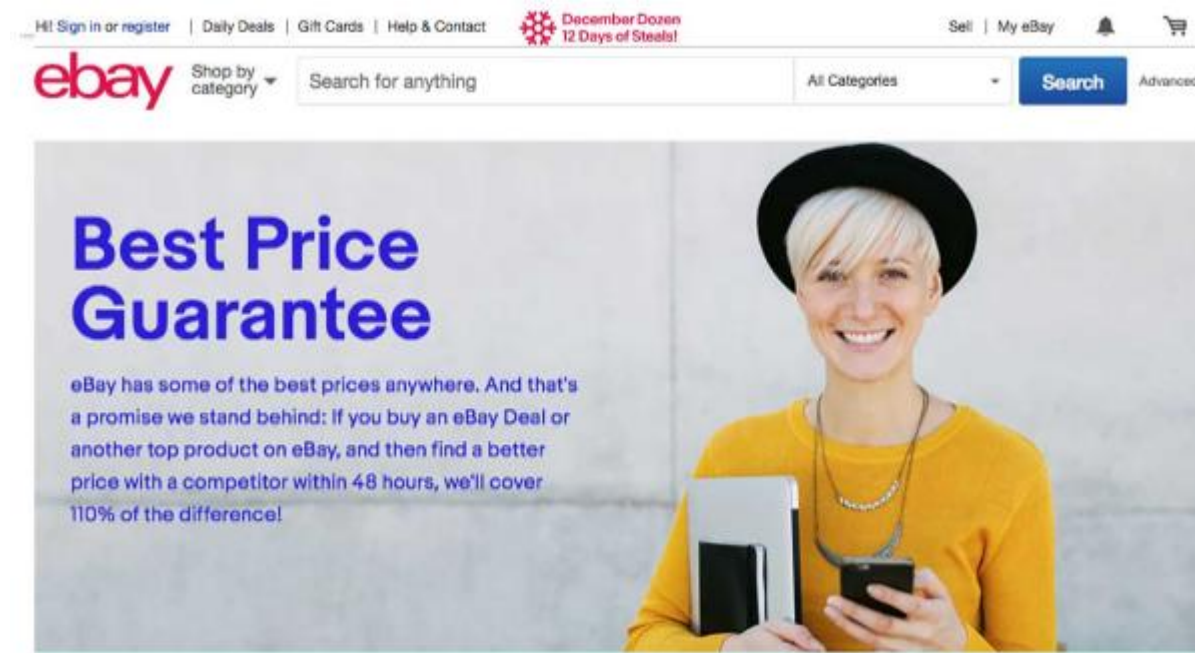 Hi! Sign in or register | Daily Deals | Gift Cards | Help & Contact
December Dozen
12 Days of Steals!
Sell | My eBay
ebay
Shop by
category
Search for anything
All Categories
Search
Advanced
Best Price
Guarantee
eBay has some of the best prices anywhere. And that's
a promise we stand behind: If you buy an eBay Deal or
another top product on eBay, and then find a better
price with a competitor within 48 hours, we'll cover
110% of the difference!